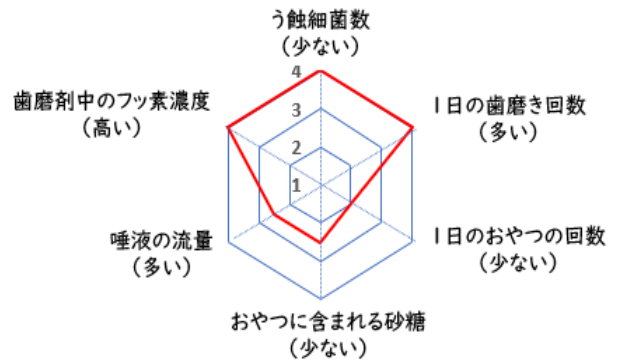 う蝕細菌数
(少ない)
4
歯磨剤中のフッ素濃度
(高い)
1日の歯磨き回数
(多い)
3
2
1
唾液の流量
(多い)
1日のおやつの回数
(少ない)
おやつに含まれる砂糖
(少ない)